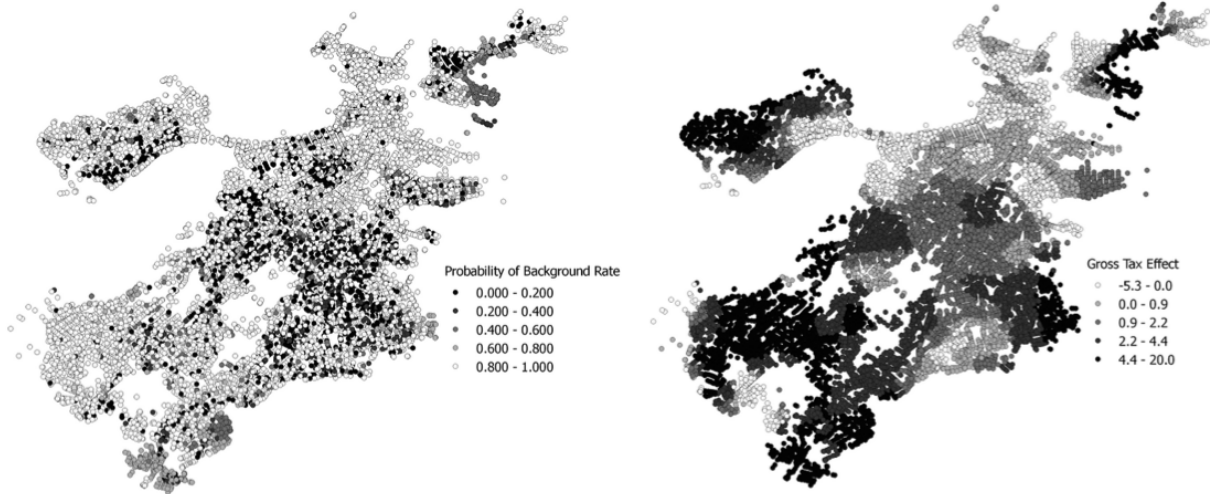 Probability of Background Rate
0.000 - 0.200
0.200 - 0.400
0.400 - 0.600
0.600 - 0.800
0.800 - 1.000
Gross Tax Effect
-5.3 - 0.0
0.0 - 0.9
0.9 - 2.2
2.2 - 4.4
4.4 - 20.0